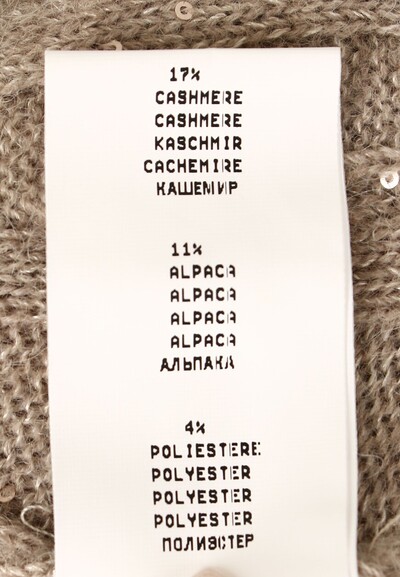 17%
CASHMERE
CASHMERE
KASCHMIR
CACHEMIRE
КАШЕМИР
11%
ALPACA
ALPACA
ALPACA
ALPACA
АЛЬПАКА
4%
POLIESTERE
POLYESTER
POLYESTER
POLYESTER
ПОЛИЭСТЕР